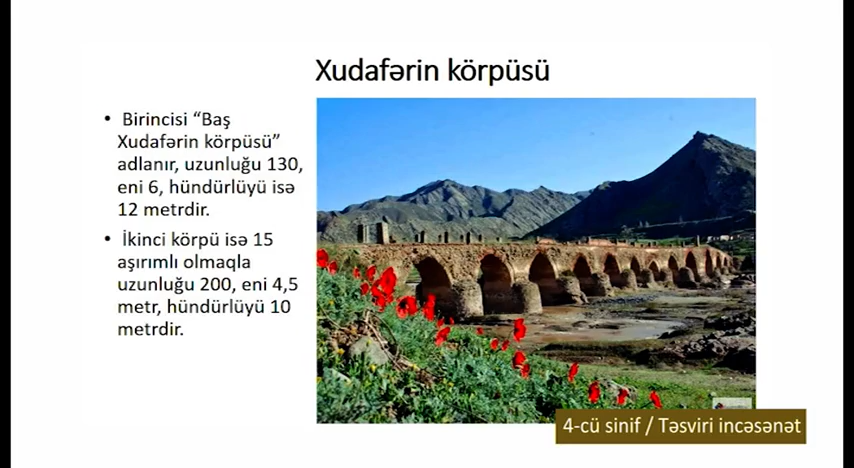 Xudafərin körpüsü
• Birincisi “Baş
Xudafərin körpüsü”
adlanır, uzunluğu 130,
eni 6, hündürlüyü isə
12 metrdir.
• İkinci körpü isə 15
aşırımlı olmaqla
uzunluğu 200, eni 4,5
metr, hündürlüyü 10
metrdir.
4-cü sinif / Təsviri incəsənət